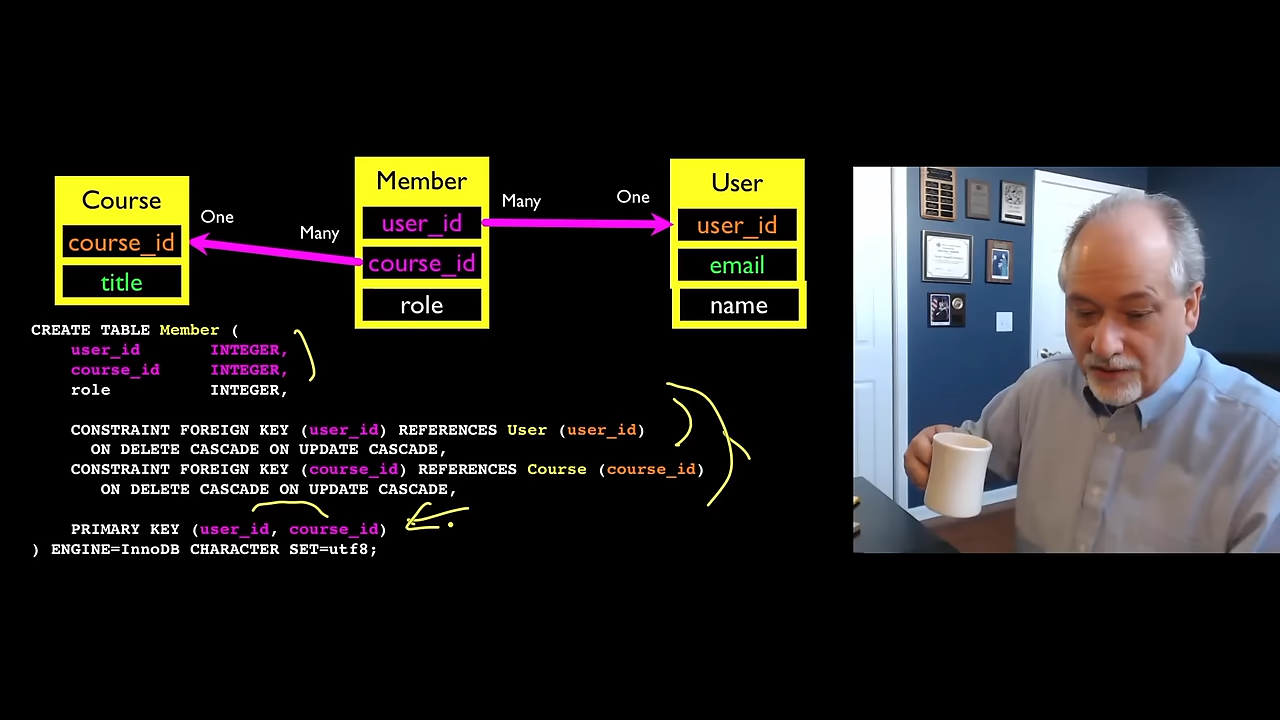 Course
course_id
title
One
Many
Member
user_id
course_id
role
Many
One
User
user_id
email
name
CREATE TABLE Member (
user_id INTEGER,
course_id INTEGER,
role INTEGER,
CONSTRAINT FOREIGN KEY (user_id) REFERENCES User (user_id)
ON DELETE CASCADE ON UPDATE CASCADE,
CONSTRAINT FOREIGN KEY (course_id) REFERENCES Course (course_id)
ON DELETE CASCADE ON UPDATE CASCADE,
PRIMARY KEY (user_id, course_id)
) ENGINE=InnoDB CHARACTER SET=utf8;